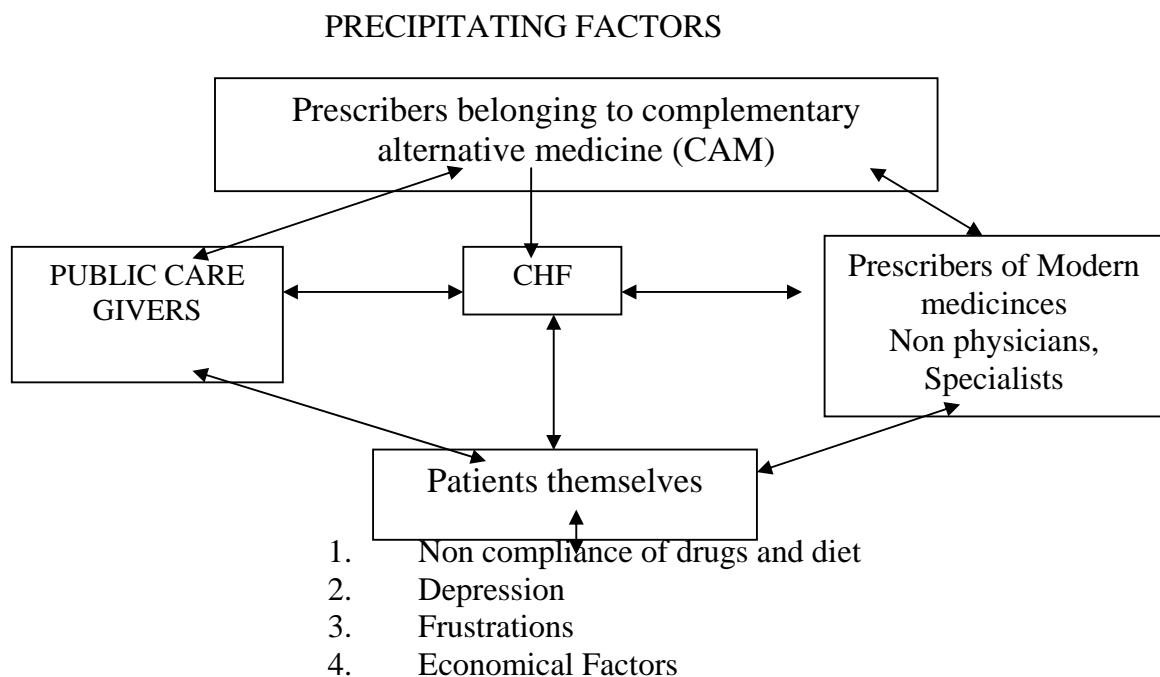 PRECIPITATING FACTORS
Prescribers belonging to complementary
alternative medicine (CAM)
PUBLIC CARE
GIVERS
CHF
Prescribers of Modern
medicinces
Non physicians,
Specialists
Patients themselves
1. Non compliance of drugs and diet
2. Depression
3. Frustrations
4. Economical Factors